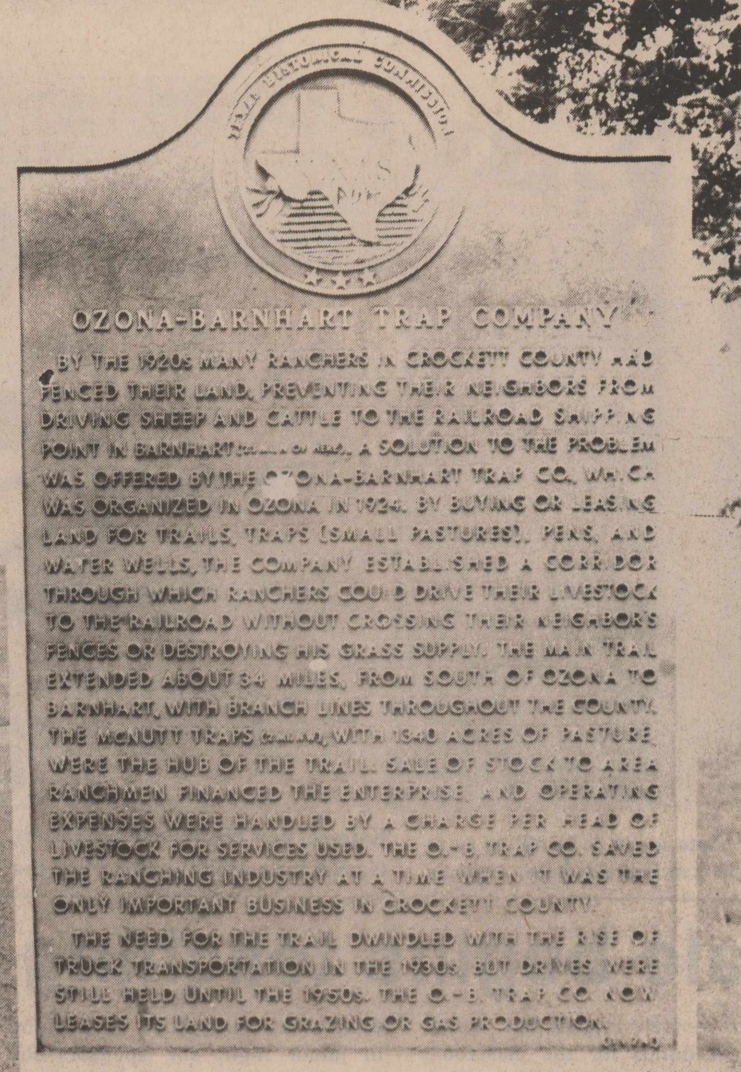 TEXAS HISTORICAL COMMISSION
TEXAS
OZONA-BARNHART TRAP COMPANY
BY THE 1920s MANY RANCHERS IN CROCKETT COUNTY HAD
FENCED THEIR LAND, PREVENTING THEIR NEIGHBORS FROM
DRIVING SHEEP AND CATTLE TO THE RAILROAD SHIPPING
POINT IN BARNHART, A SOLUTION TO THE PROBLEM
WAS OFFERED BY THE OZONA-BARNHART TRAP CO., WHICH
WAS ORGANIZED IN OZONA IN 1924. BY BUYING OR LEASING
LAND FOR TRAILS, TRAPS (SMALL PASTURES), PENS, AND
WATER WELLS, THE COMPANY ESTABLISHED A CORRIDOR
THROUGH WHICH RANCHERS COULD DRIVE THEIR LIVESTOCK
TO THE RAILROAD WITHOUT CROSSING THEIR NEIGHBOR'S
FENCES OR DESTROYING HIS GRASS SUPPLY. THE MAIN TRAIL
EXTENDED ABOUT 34 MILES, FROM SOUTH OF OZONA TO
BARNHART, WITH BRANCH LINES THROUGHOUT THE COUNTY.
THE MCNUTT TRAPS, WITH 1340 ACRES OF PASTURE,
WERE THE HUB OF THE TRAIL. SALE OF STOCK TO AREA
RANCHMEN FINANCED THE ENTERPRISE, AND OPERATING
EXPENSES WERE HANDLED BY A CHARGE PER HEAD OF
LIVESTOCK FOR SERVICES USED. THE O.-B. TRAP CO. SAVED
THE RANCHING INDUSTRY AT A TIME WHEN IT WAS THE
ONLY IMPORTANT BUSINESS IN CROCKETT COUNTY.
THE NEED FOR THE TRAIL DWINDLED WITH THE RISE OF
TRUCK TRANSPORTATION IN THE 1930s, BUT DRIVES WERE
STILL HELD UNTIL THE 1950s. THE O.-B. TRAP CO. NOW
LEASES ITS LAND FOR GRAZING OR GAS PRODUCTION.